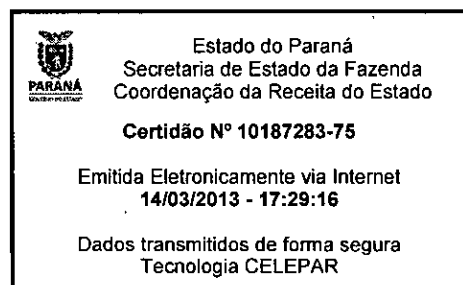 Estado do Paraná
Secretaria de Estado da Fazenda
Coordenação da Receita do Estado
PARANÁ
Certidão Nº 10187283-75
Emitida Eletronicamente via Internet
14/03/2013 - 17:29:16
Dados transmitidos de forma segura
Tecnologia CELEPAR